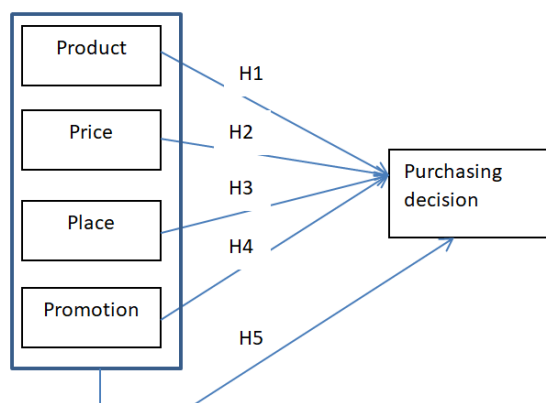 Product
H1
Price
H2
Purchasing
decision
H3
Place
H4
Promotion
H5